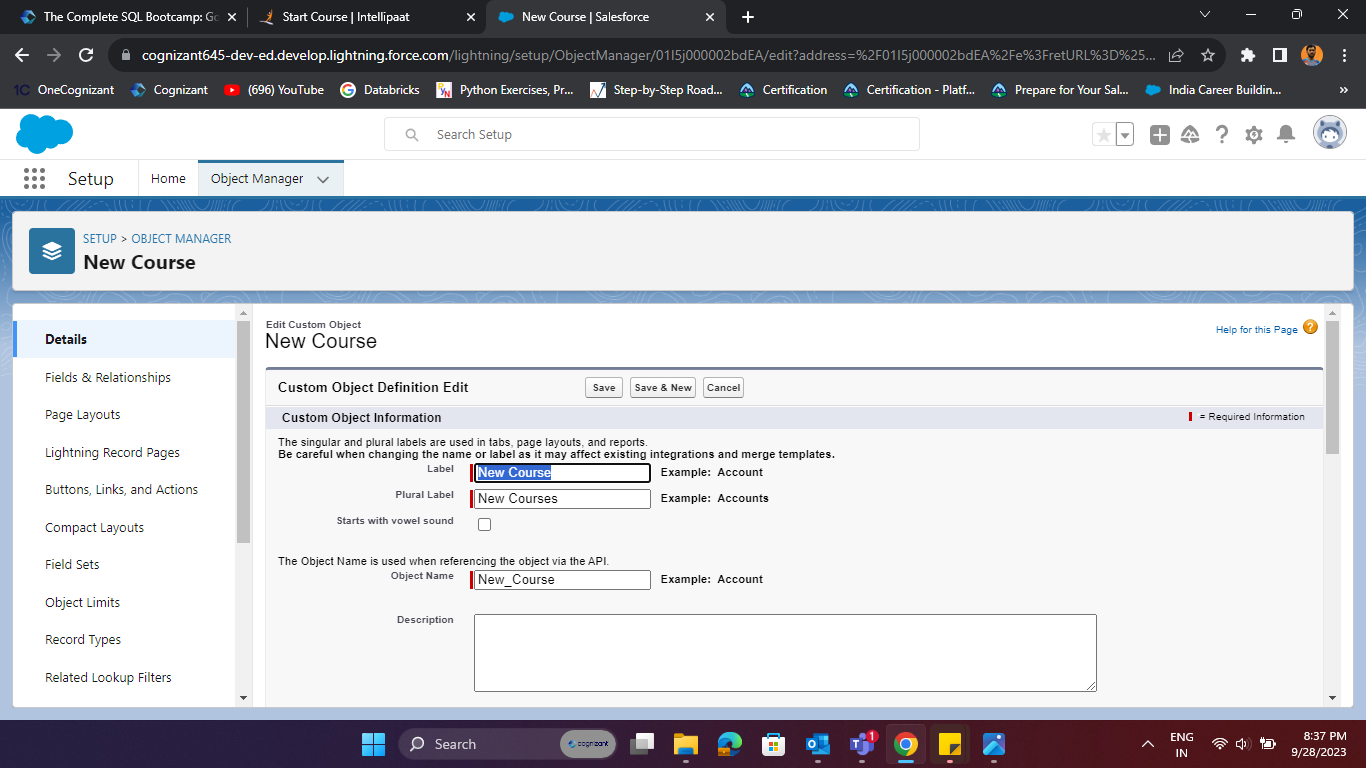 The Complete SQL Bootcamp: Go
Start Course | Intellipaat
New Course | Salesforce
cognizant645-dev-ed.develop.lightning.force.com/lightning/setup/ObjectManager/01I5j000002bdEA/edit?address=%2F01I5j000002bdEA%2Fe%3FretURL%3D%25...
1C OneCognizant
Cognizant
(696) YouTube
Databricks
Python Exercises, Pr...
Step-by-Step Road...
Certification
Certification - Platf...
Prepare for Your Sal...
India Career Buildin...
»
Search Setup
Setup
Home
Object Manager
SETUP > OBJECT MANAGER
New Course
Details
Fields & Relationships
Page Layouts
Lightning Record Pages
Buttons, Links, and Actions
Compact Layouts
Field Sets
Object Limits
Record Types
Related Lookup Filters
Edit Custom Object
New Course
Help for this Page ?
Custom Object Definition Edit
Save
Save & New
Cancel
Custom Object Information
= Required Information
The singular and plural labels are used in tabs, page layouts, and reports.
Be careful when changing the name or label as it may affect existing integrations and merge templates.
Label New Course Example: Account
Plural Label New Courses Example: Accounts
Starts with vowel sound
The Object Name is used when referencing the object via the API.
Object Name New_Course Example: Account
Description
Search
cognizant
1
ENG
IN
8:37 PM
9/28/2023